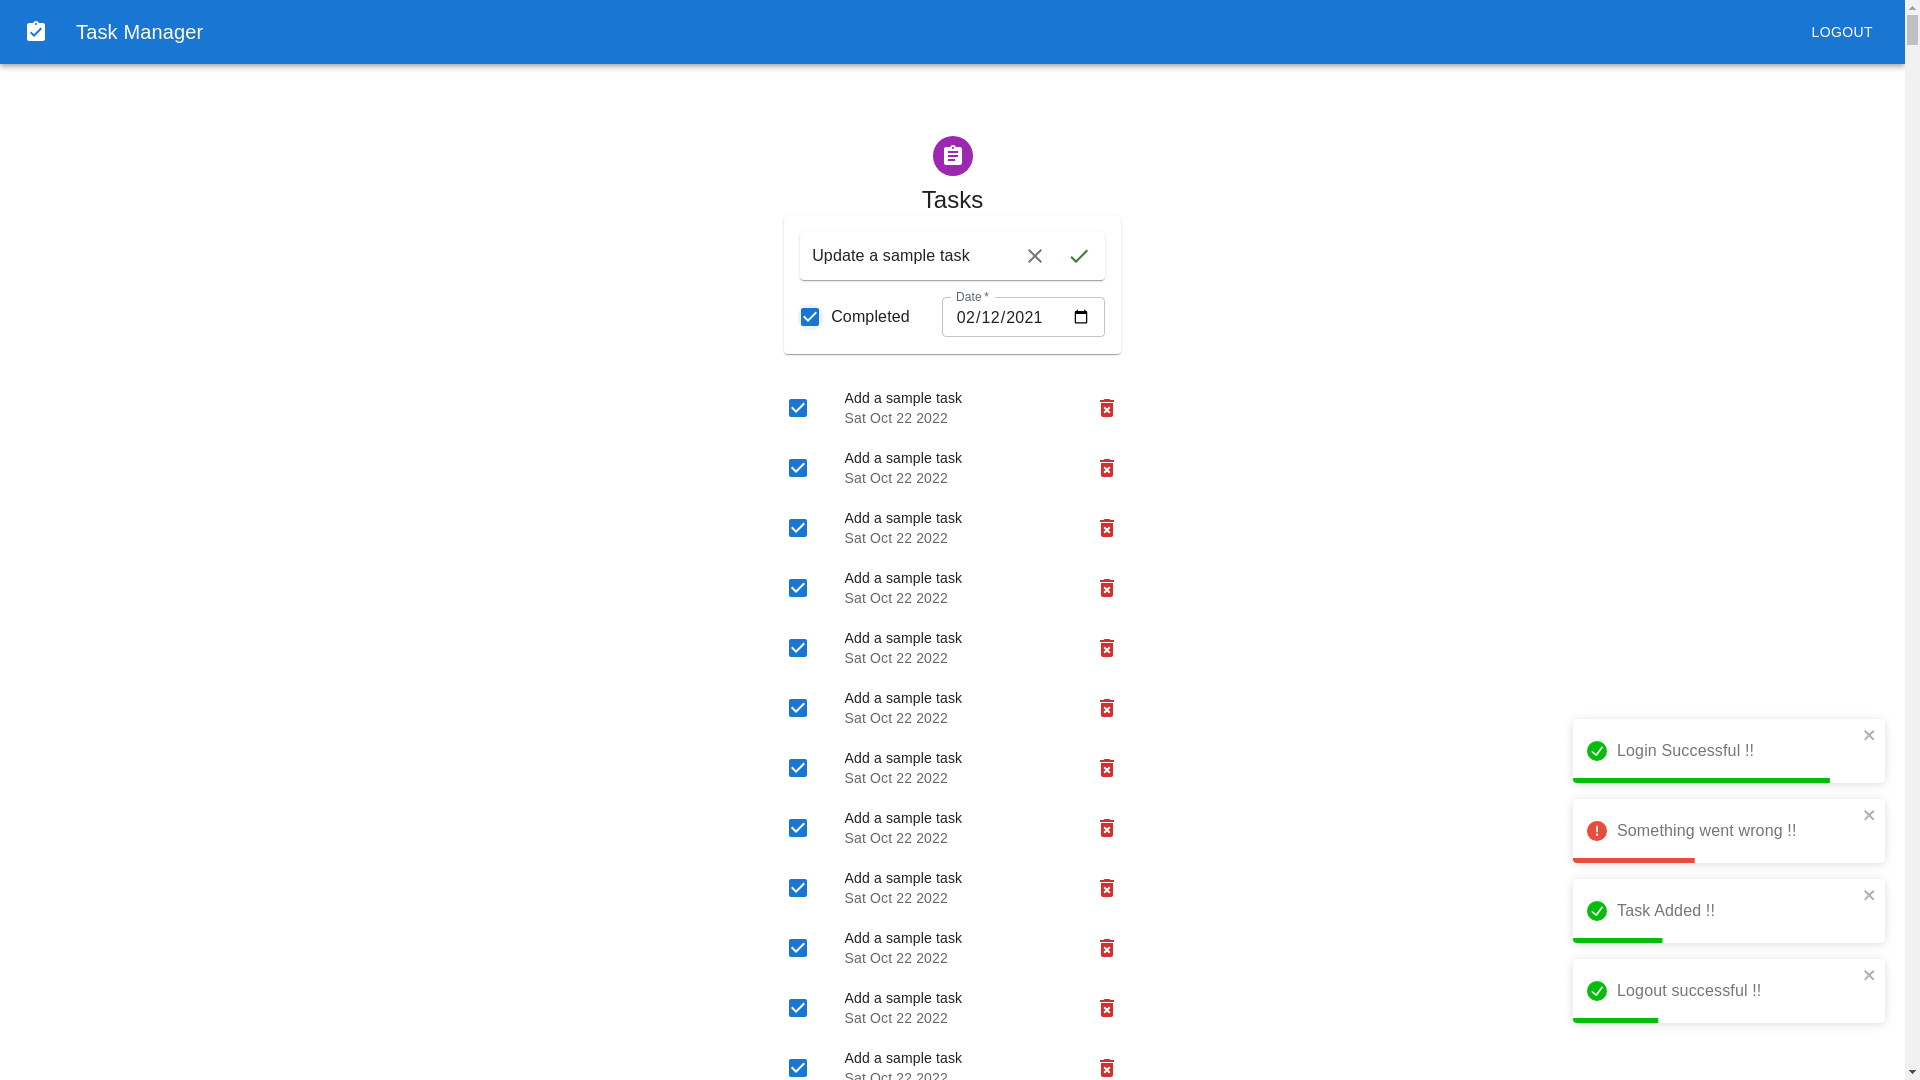 Task Manager
LOGOUT
Tasks
Update a sample task
Completed
Date *
02/12/2021
Add a sample task
Sat Oct 22 2022
Add a sample task
Sat Oct 22 2022
Add a sample task
Sat Oct 22 2022
Add a sample task
Sat Oct 22 2022
Add a sample task
Sat Oct 22 2022
Add a sample task
Sat Oct 22 2022
Add a sample task
Sat Oct 22 2022
Add a sample task
Sat Oct 22 2022
Add a sample task
Sat Oct 22 2022
Add a sample task
Sat Oct 22 2022
Add a sample task
Sat Oct 22 2022
Add a sample task
Sat Oct 22 2022
Login Successful !!
Something went wrong !!
Task Added !!
Logout successful !!